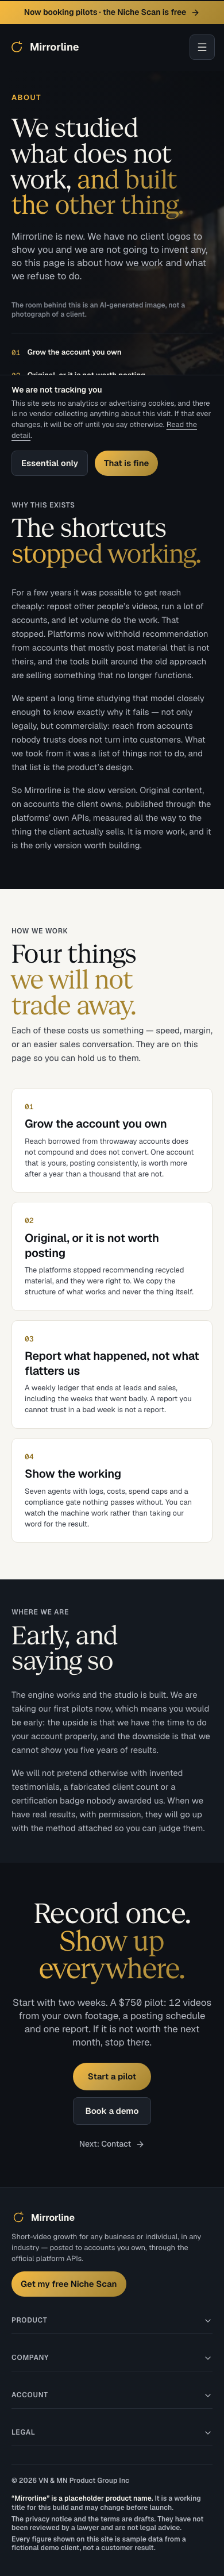 Now booking pilots · the Niche Scan is free →
Mirrorline
ABOUT
We studied
what does not
work, and built
the other thing.
Mirrorline is new. We have no client logos to
show you and we are not going to invent any,
so this page is about how we work and what
we refuse to do.
The room behind this is an AI-generated image, not a
photograph of a client.
01 Grow the account you own
We are not tracking you
This site sets no analytics or advertising cookies, and there
is no vendor collecting anything about this visit. If that ever
changes, it will be off until you say otherwise. Read the
detail.
Essential only
That is fine
WHY THIS EXISTS
The shortcuts
stopped working.
For a few years it was possible to get reach
cheaply: repost other people's videos, run a lot of
accounts, and let volume do the work. That
stopped. Platforms now withhold recommendation
from accounts that mostly post material that is not
theirs, and the tools built around the old approach
are selling something that no longer functions.
We spent a long time studying that model closely
enough to know exactly why it fails — not only
legally, but commercially: reach from accounts
nobody trusts does not turn into customers. What
we took from it was a list of things not to do, and
that list is the product's design.
So Mirrorline is the slow version. Original content,
on accounts the client owns, published through the
platforms' own APIs, measured all the way to the
thing the client actually sells. It is more work, and it
is the only version worth building.
HOW WE WORK
Four things
we will not
trade away.
Each of these costs us something — speed, margin,
or an easier sales conversation. They are on this
page so you can hold us to them.
01
Grow the account you own
Reach borrowed from throwaway accounts does
not compound and does not convert. One account
that is yours, posting consistently, is worth more
after a year than a thousand that are not.
02
Original, or it is not worth
posting
The platforms stopped recommending recycled
material, and they were right to. We copy the
structure of what works and never the thing itself.
03
Report what happened, not what
flatters us
A weekly ledger that ends at leads and sales,
including the weeks that went badly. A report you
cannot trust in a bad week is not a report.
04
Show the working
Seven agents with logs, costs, spend caps and a
compliance gate nothing passes without. You can
watch the machine work rather than taking our
word for the result.
WHERE WE ARE
Early, and
saying so
The engine works and the studio is built. We are
taking our first pilots now, which means you would
be early: the upside is that we have the time to do
your account properly, and the downside is that we
cannot show you five years of results.
We will not pretend otherwise with invented
testimonials, a fabricated client count or a
certification badge nobody awarded us. When we
have real results, with permission, they will go up
with the method attached so you can judge them.
Record once.
Show up
everywhere.
Start with two weeks. A $750 pilot: 12 videos
from your own footage, a posting schedule
and one report. If it is not worth the next
month, stop there.
Start a pilot
Book a demo
Next: Contact →
Mirrorline
Short-video growth for any business or individual, in any
industry — posted to accounts you own, through the
official platform APIs.
Get my free Niche Scan
PRODUCT
COMPANY
ACCOUNT
LEGAL
© 2026 VN & MN Product Group Inc
"Mirrorline" is a placeholder product name. It is a working
title for this build and may change before launch.
The privacy notice and the terms are drafts. They have not
been reviewed by a lawyer and are not legal advice.
Every figure shown on this site is sample data from a
fictional demo client, not a customer result.